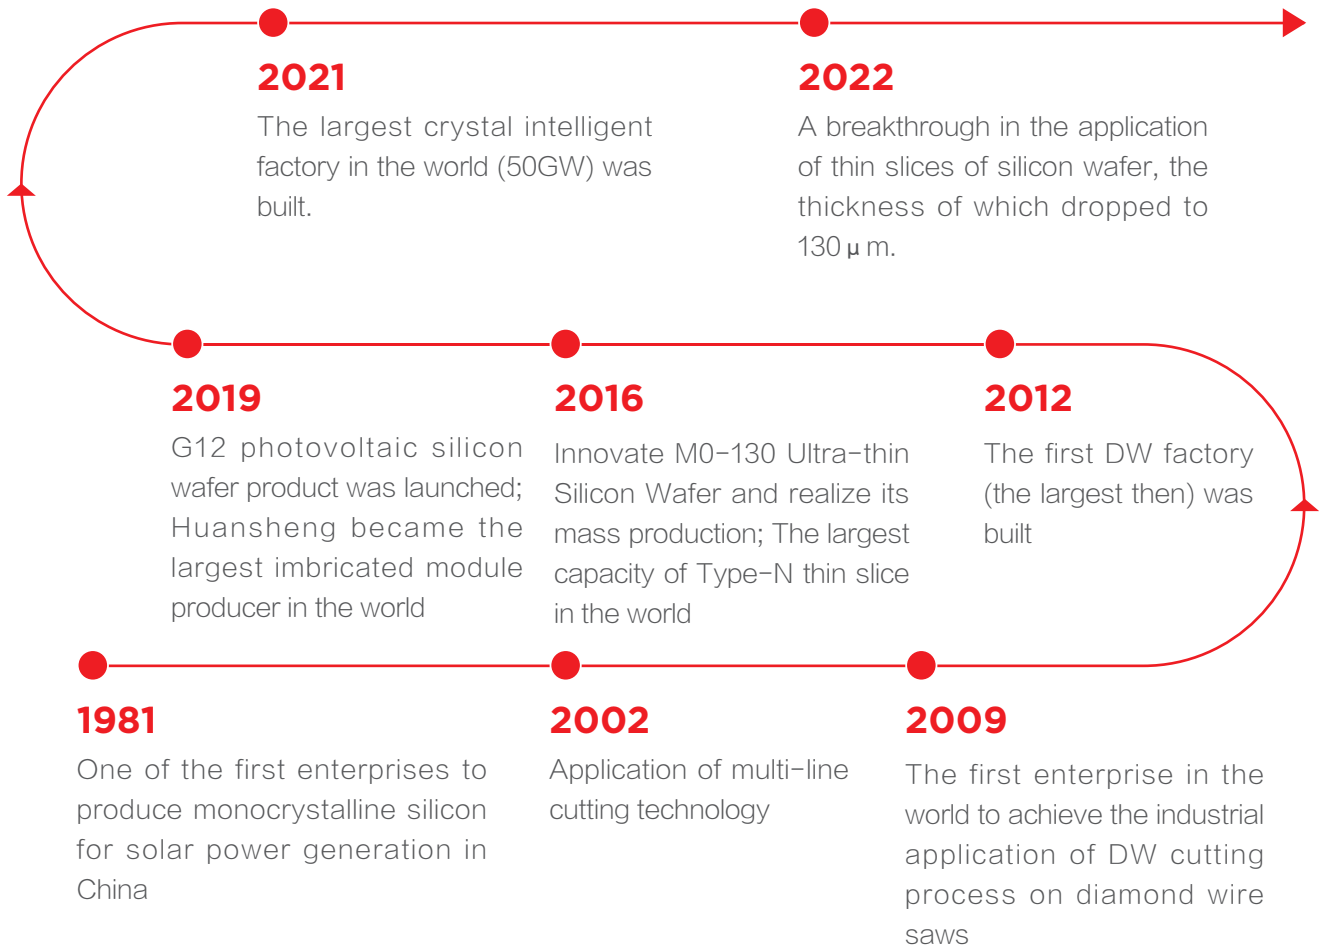 2021
The largest crystal intelligent
factory in the world (50GW) was
built.
2022
A breakthrough in the application
of thin slices of silicon wafer, the
thickness of which dropped to
130 μ m.
2019
G12 photovoltaic silicon
wafer product was launched;
Huansheng became the
largest imbricated module
producer in the world
2016
Innovate M0-130 Ultra-thin
Silicon Wafer and realize its
mass production; The largest
capacity of Type-N thin slice
in the world
2012
The first DW factory
(the largest then) was
built
1981
One of the first enterprises to
produce monocrystalline silicon
for solar power generation in
China
2002
Application of multi-line
cutting technology
2009
The first enterprise in the
world to achieve the industrial
application of DW cutting
process on diamond wire
saws